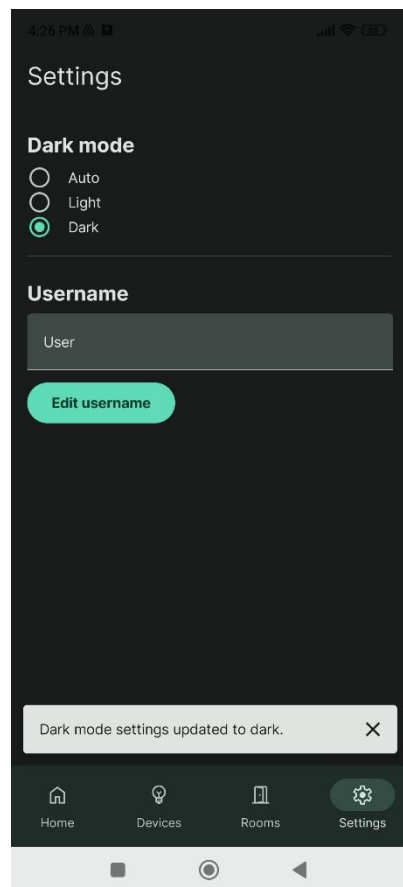 4:26 PM
Settings
Dark mode
Auto
Light
Dark
Username
User
Edit username
Dark mode settings updated to dark.
Home Devices Rooms Settings